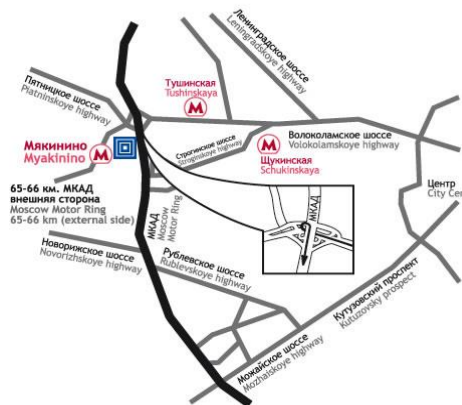 Ленинградское шоссе
Leningradskoye highway
Пятницкое шоссе
Piatninskoye highway
Тушинская
Tushinskaya
М
Мякинино
Myakinino
М
Строгинское шоссе
Stroginskoye highway
М
Щукинская
Schukinskaya
Волоколамское шоссе
Volokolamskoye highway
65-66 км. МКАД
внешняя сторона
Moscow Motor Ring
65-66 km (external side)
Центр
City Cen
МКАД
МКАД
Moscow
Motor Ring
Новорижское шоссе
Novorizhskoye highway
Рублевское шоссе
Rublevskoye highway
Кутузовский проспект
Kutuzovsky prospect
Можайское шоссе
Mozhaiskoye highway